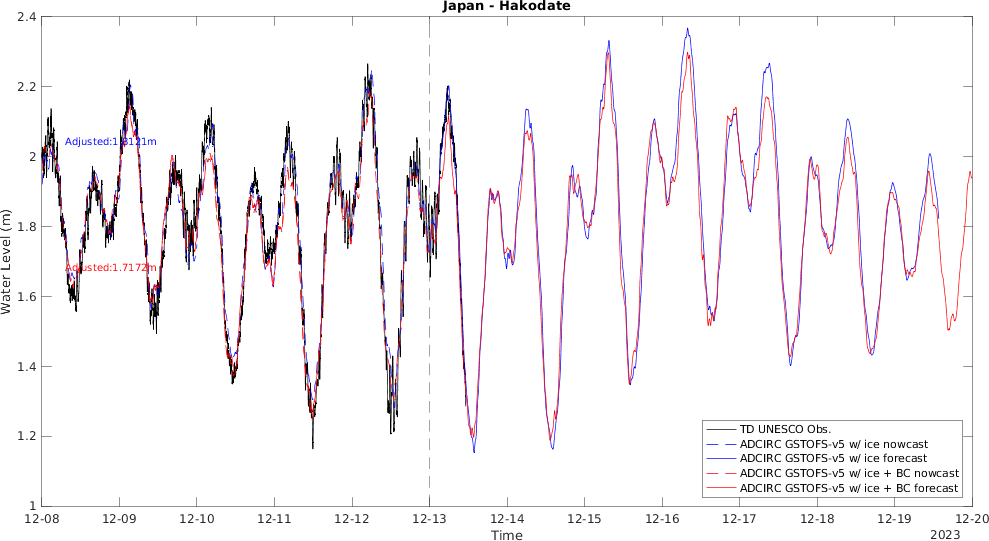 Japan - Hakodate
Water Level (m)
2.4
2.2
2
1.8
1.6
1.4
1.2
1
Adjusted:1.8121m
Adjusted:1.7172m
TD UNESCO Obs.
ADCIRC GSTOFS-v5 w/ ice nowcast
ADCIRC GSTOFS-v5 w/ ice forecast
ADCIRC GSTOFS-v5 w/ ice + BC nowcast
ADCIRC GSTOFS-v5 w/ ice + BC forecast
12-08 12-09 12-10 12-11 12-12 12-13 12-14 12-15 12-16 12-17 12-18 12-19 12-20
Time
2023